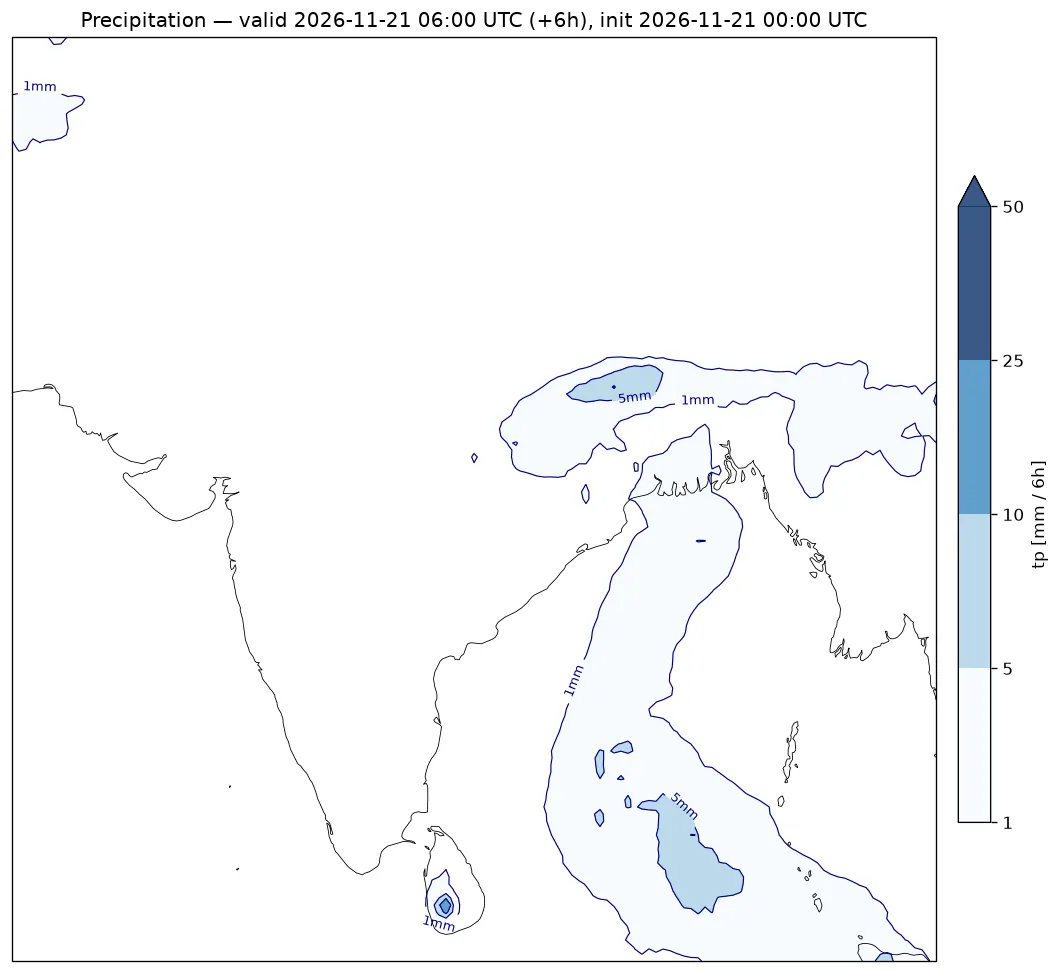 Precipitation — valid 2026-11-21 06:00 UTC (+6h), init 2026-11-21 00:00 UTC
1mm
50
25
5mm
1mm
10
tp [mm / 6h]
5
1mm
5mm
1
1mm